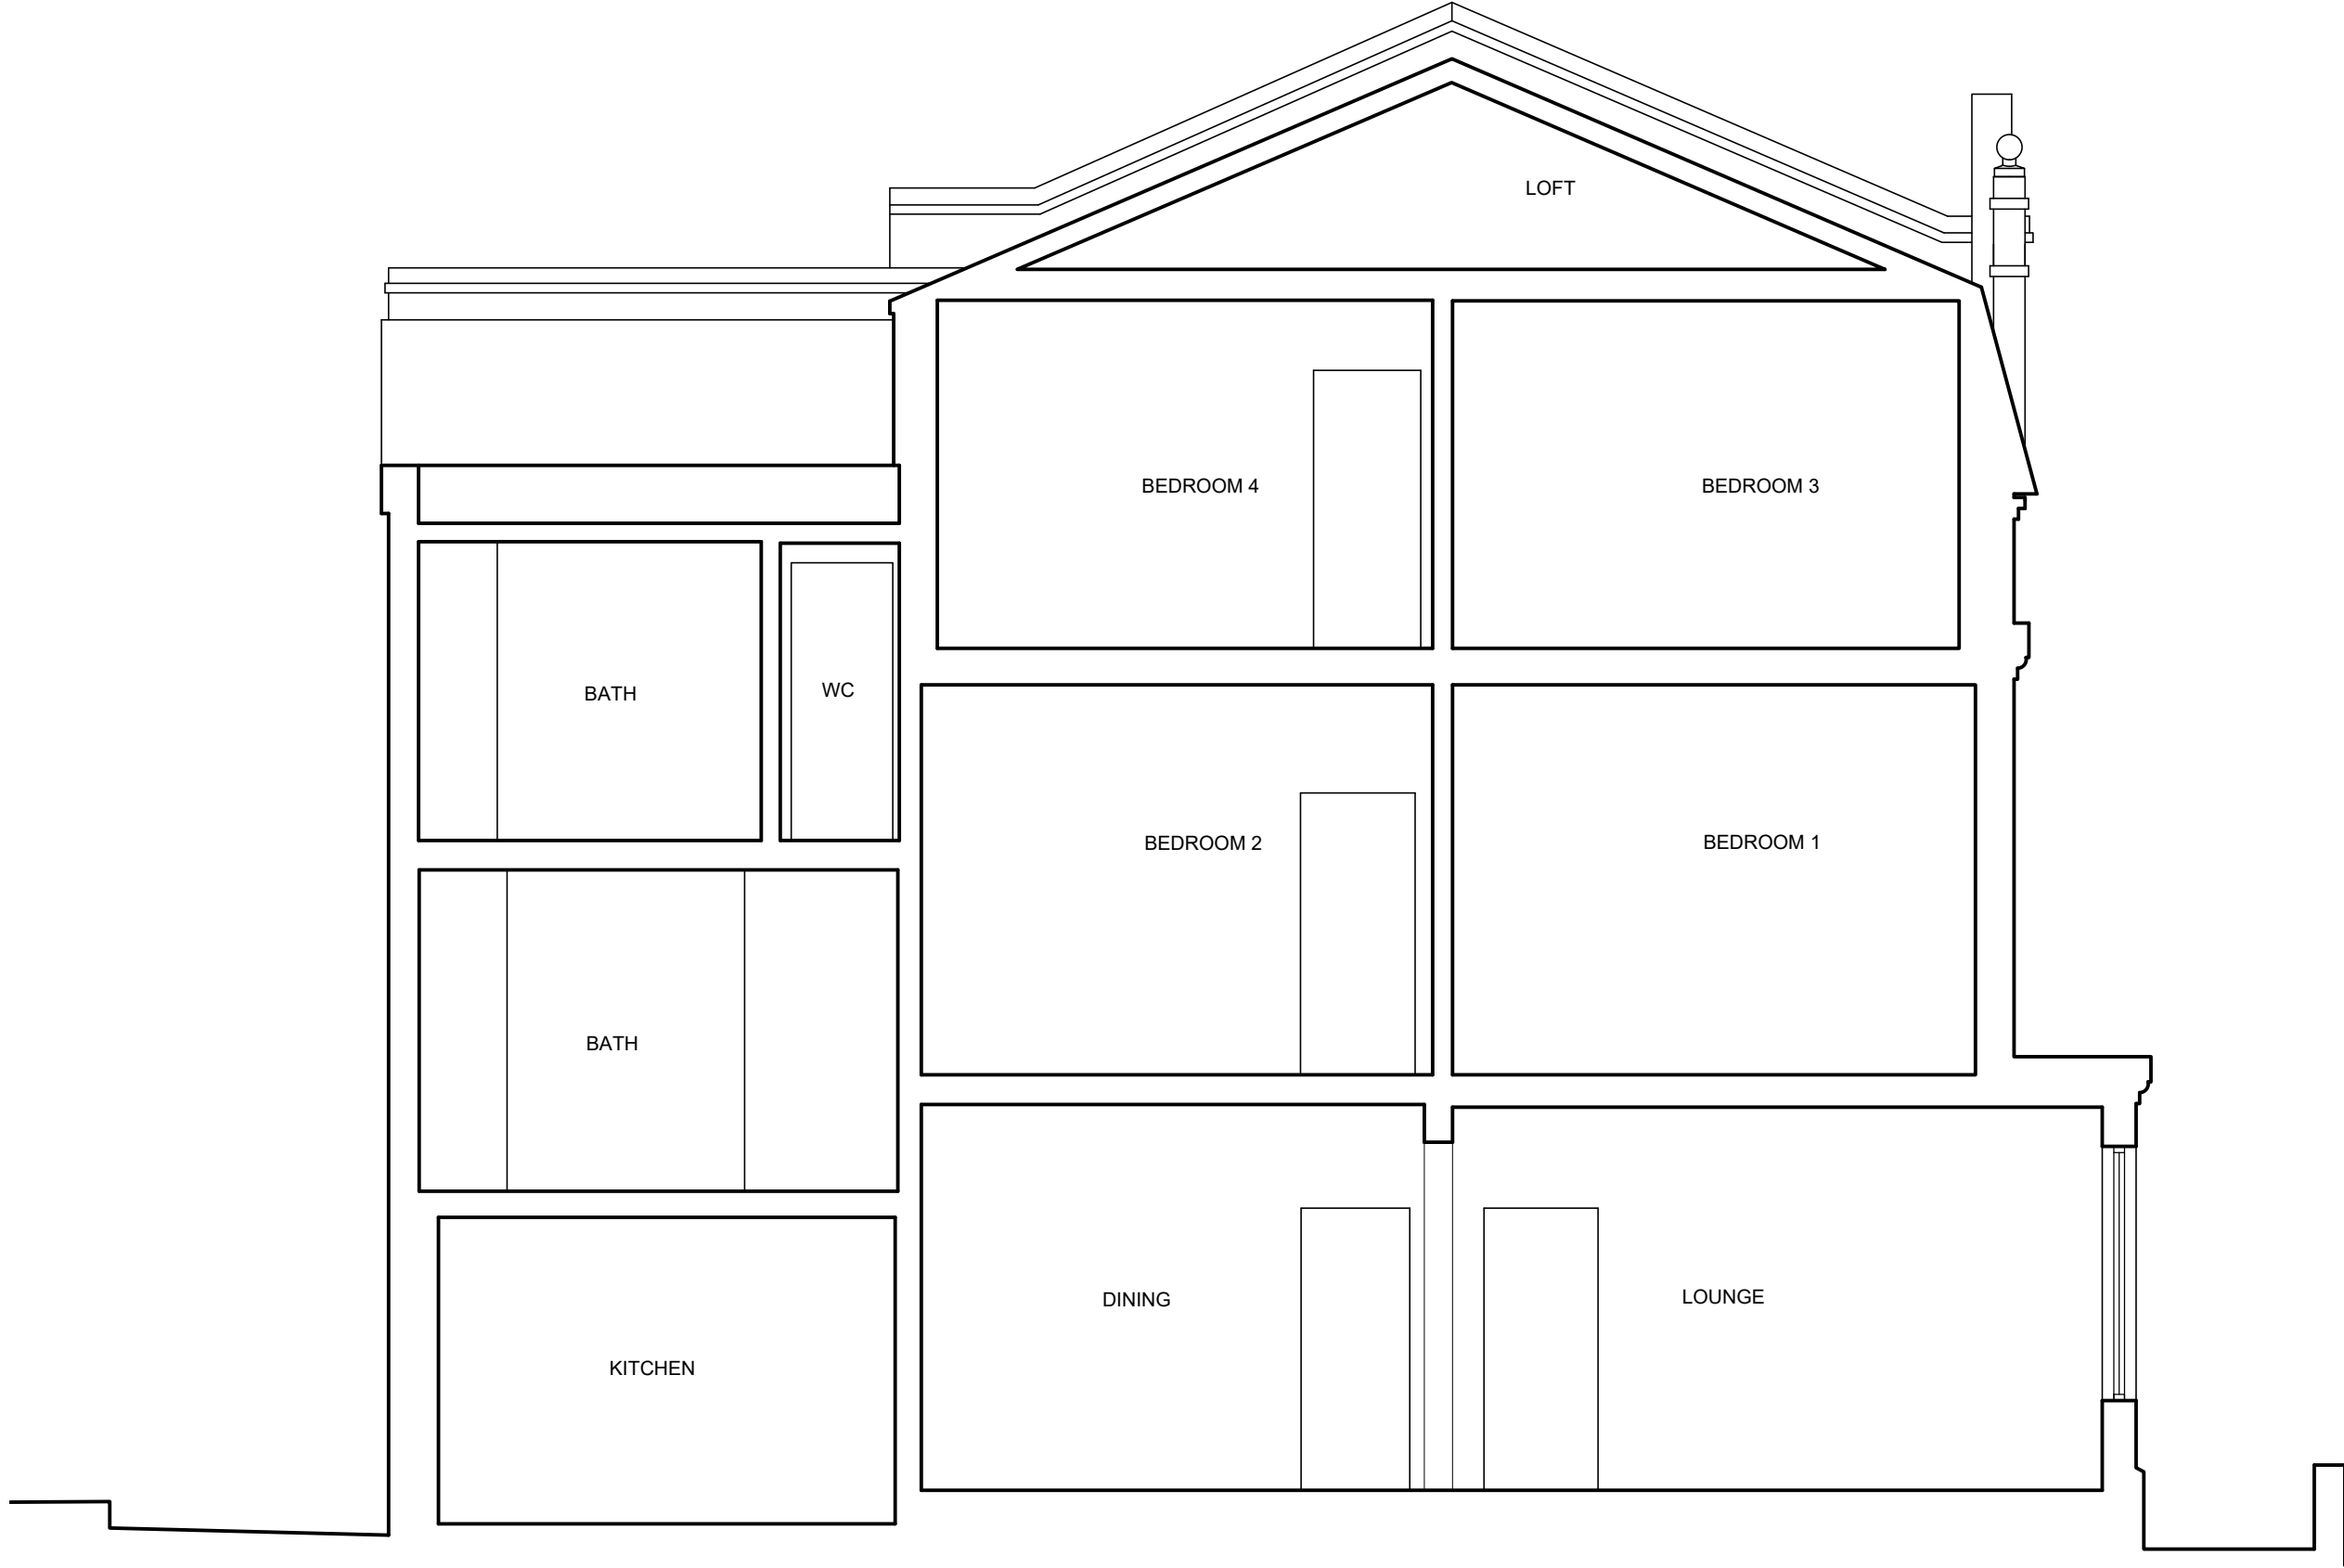 LOFT
BEDROOM 4
BEDROOM 3
BATH
WC
BEDROOM 2
BEDROOM 1
BATH
DINING
LOUNGE
KITCHEN